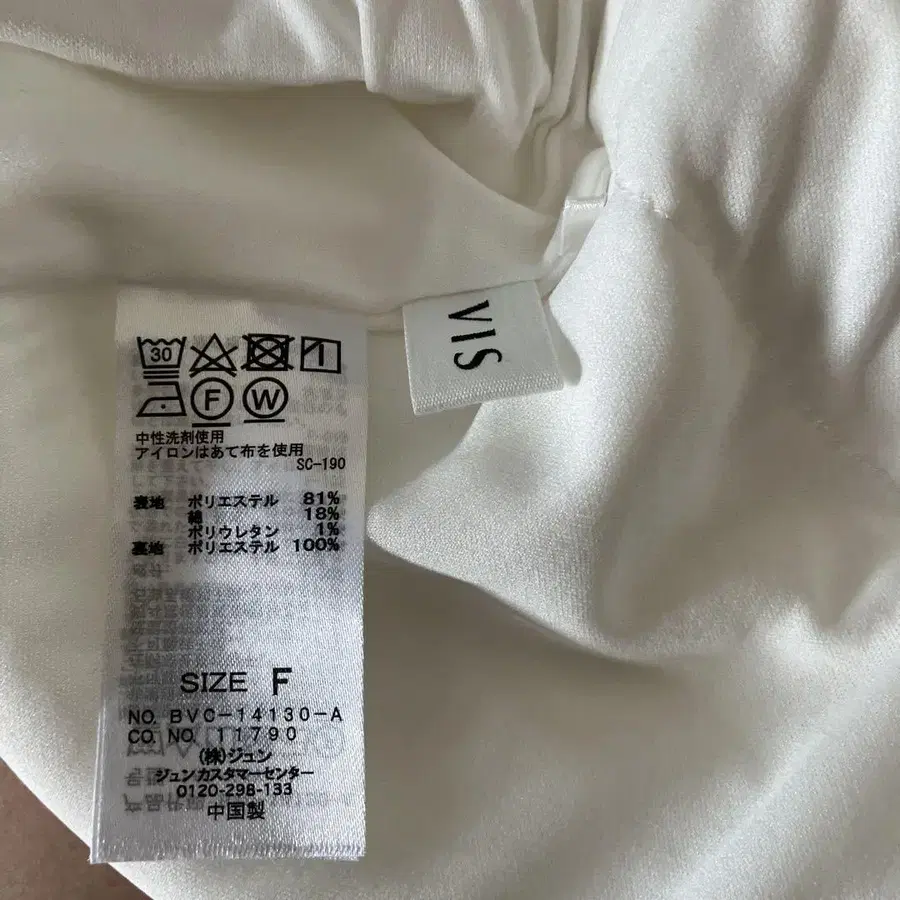 VIS
30
F W
中性洗剤使用
アイロンはあて布を使用
SC-190
表地 ポリエステル 81%
綿 18%
ポリウレタン 1%
裏地 ポリエステル 100%
SIZE F
NO. BVC-14130-A
CO. NO. 11790
(株)ジュン
ジュンカスタマーセンター
0120-298-133
中国製